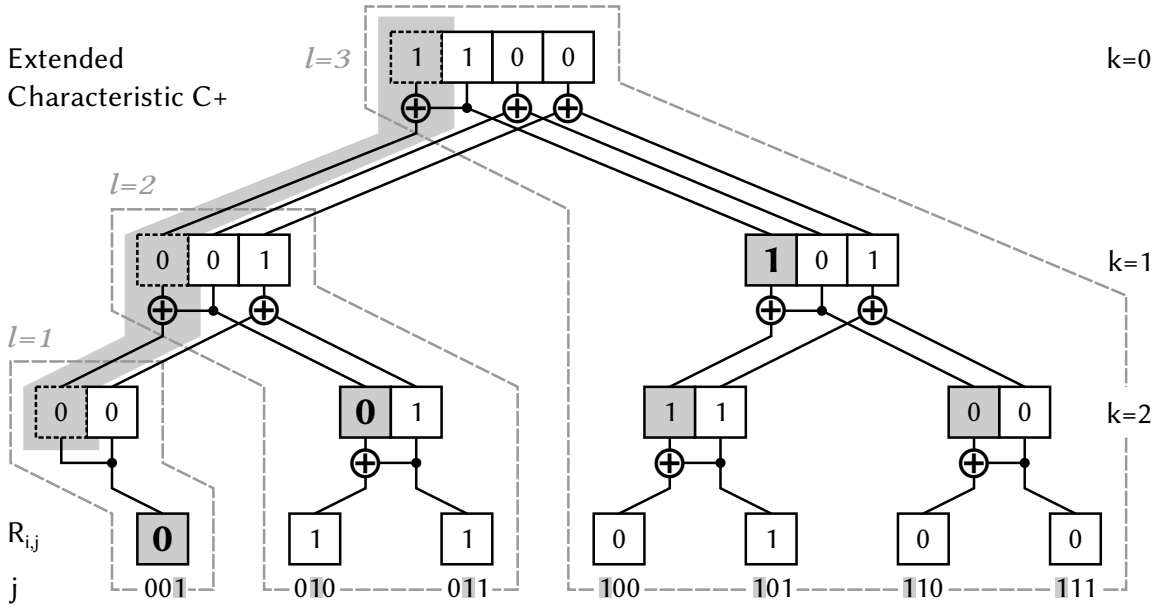 Extended
Characteristic C+
l=3
1 1 0 0
k=0
l=2
0 0 1
1 0 1
k=1
l=1
0 0
0 1
1 1
0 0
k=2
R_{i,j}
0 1 1 0 1 0 0
j
001 010 011 100 101 110 111